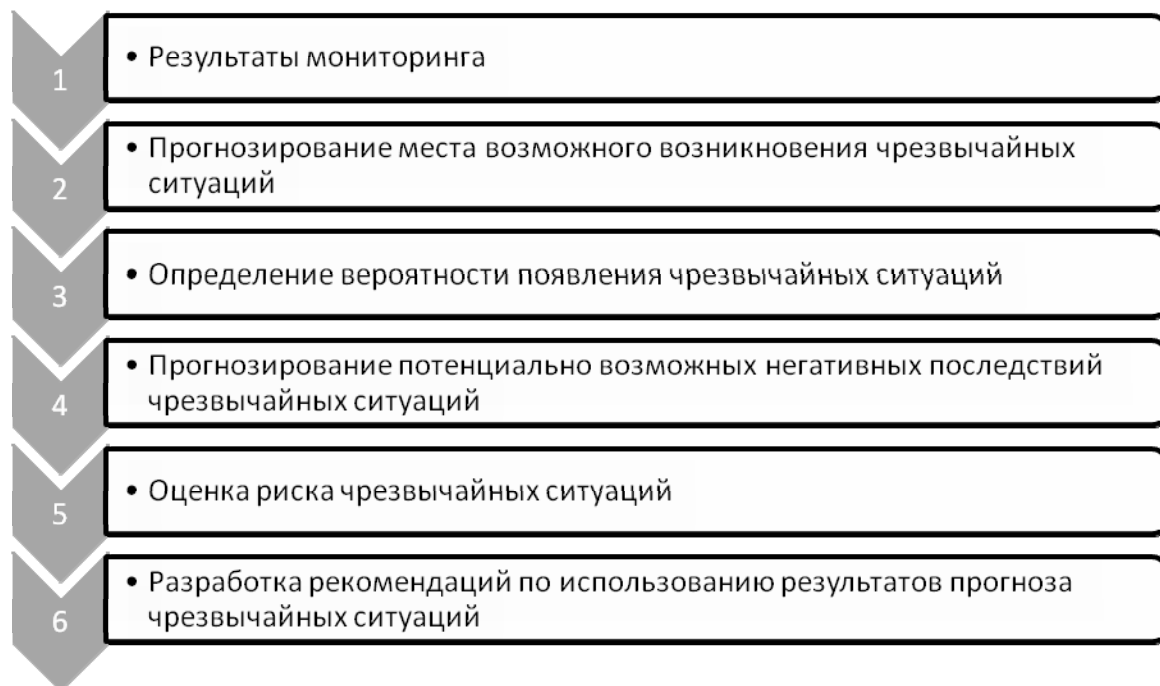 1
• Результаты мониторинга
2
• Прогнозирование места возможного возникновения чрезвычайных
ситуаций
3
• Определение вероятности появления чрезвычайных ситуаций
4
• Прогнозирование потенциально возможных негативных последствий
чрезвычайных ситуаций
5
• Оценка риска чрезвычайных ситуаций
6
• Разработка рекомендаций по использованию результатов прогноза
чрезвычайных ситуаций